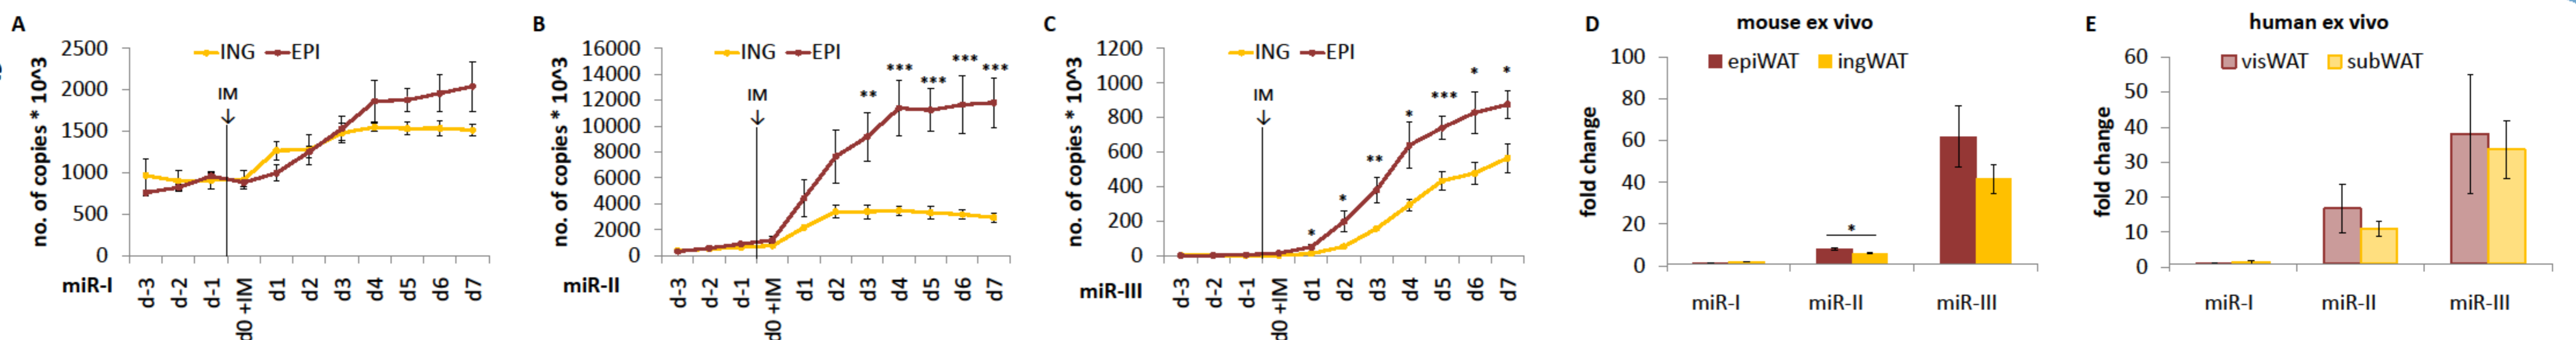 A
no. of copies * 10^3
2500
2000
1500
1000
500
0
ING EPI
IM
miR-I
d-3 d-2 d-1 d0 +IM d1 d2 d3 d4 d5 d6 d7
B
no. of copies * 10^3
16000
14000
12000
10000
8000
6000
4000
2000
0
ING EPI
IM
** *** *** *** ***
miR-II
d-3 d-2 d-1 d0 +IM d1 d2 d3 d4 d5 d6 d7
C
no. of copies * 10^3
1200
1000
800
600
400
200
0
ING EPI
IM
* * ** * *** * *
miR-III
d-3 d-2 d-1 d0 +IM d1 d2 d3 d4 d5 d6 d7
D
mouse ex vivo
fold change
100
80
60
40
20
0
epiWAT ingWAT
*
miR-I miR-II miR-III
E
human ex vivo
fold change
60
50
40
30
20
10
0
visWAT subWAT
miR-I miR-II miR-III